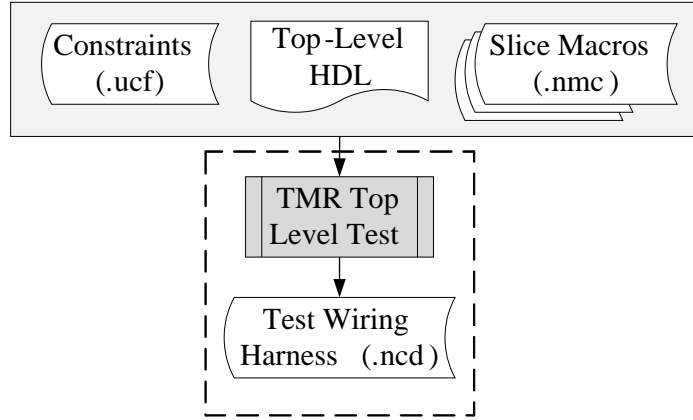 Constraints
(.ucf)
Top-Level
HDL
Slice Macros
(.nmc)
TMR Top
Level Test
Test Wiring
Harness (.ncd)